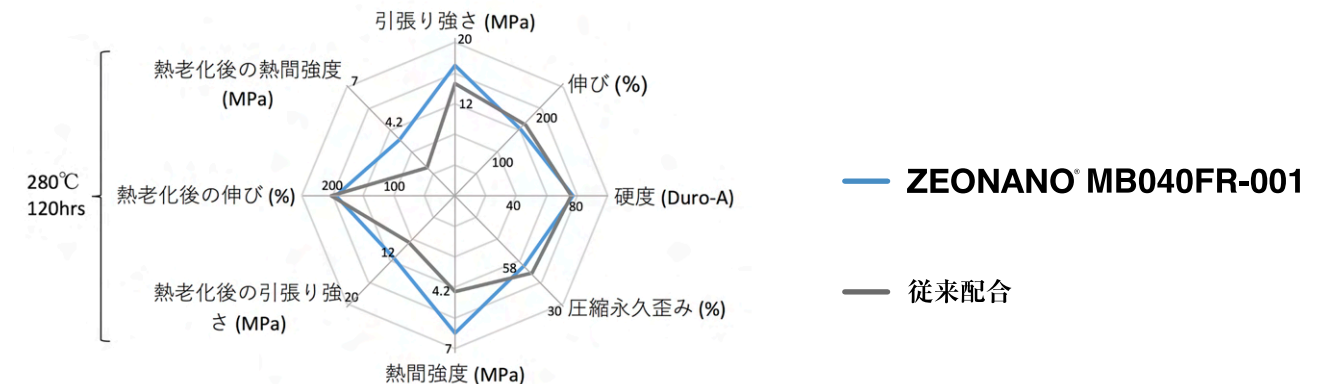 引張り強さ (MPa)
20
熱老化後の熱間強度
(MPa)
7
伸び (%)
12
200
4.2
100
280℃
120hrs
熱老化後の伸び (%)
200
100
40
80
硬度 (Duro-A)
ZEONANO® MB040FR-001
12
58
4.2
熱老化後の引張り強
さ (MPa)
20
30
圧縮永久歪み (%)
従来配合
7
熱間強度 (MPa)